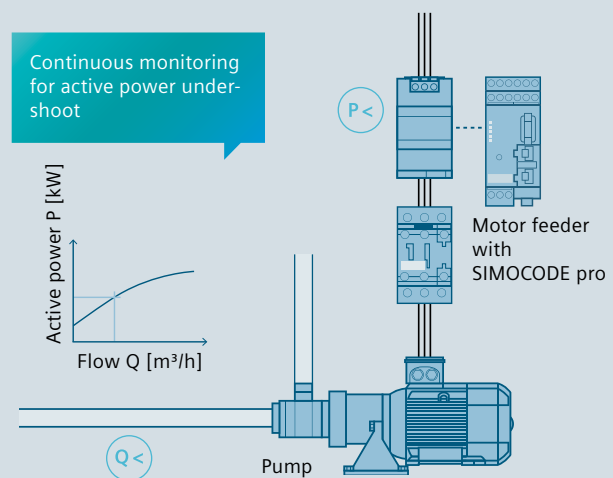 Continuous monitoring
for active power under-
shoot
P<
Motor feeder
with
SIMOCODE pro
Active power P [kW]
Flow Q [m³/h]
Q<
Pump